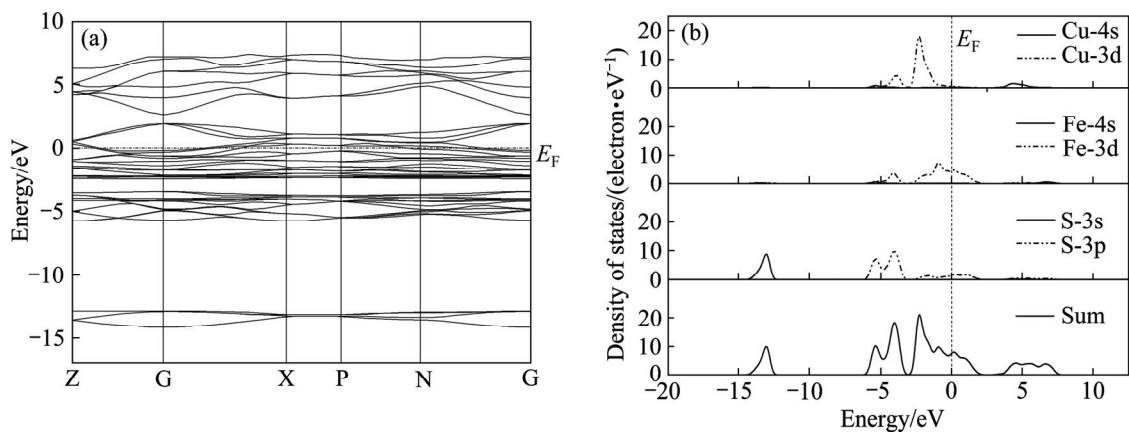 (a)
10
5
0
−5
−10
−15
Energy/eV
E_F
Z G X P N G
(b)
E_F
20
10
0
Cu-4s
Cu-3d
20
10
0
Fe-4s
Fe-3d
20
10
0
S-3s
S-3p
20
10
0
Sum
Density of states/(electron•eV⁻¹)
−20 −15 −10 −5 0 5 10
Energy/eV